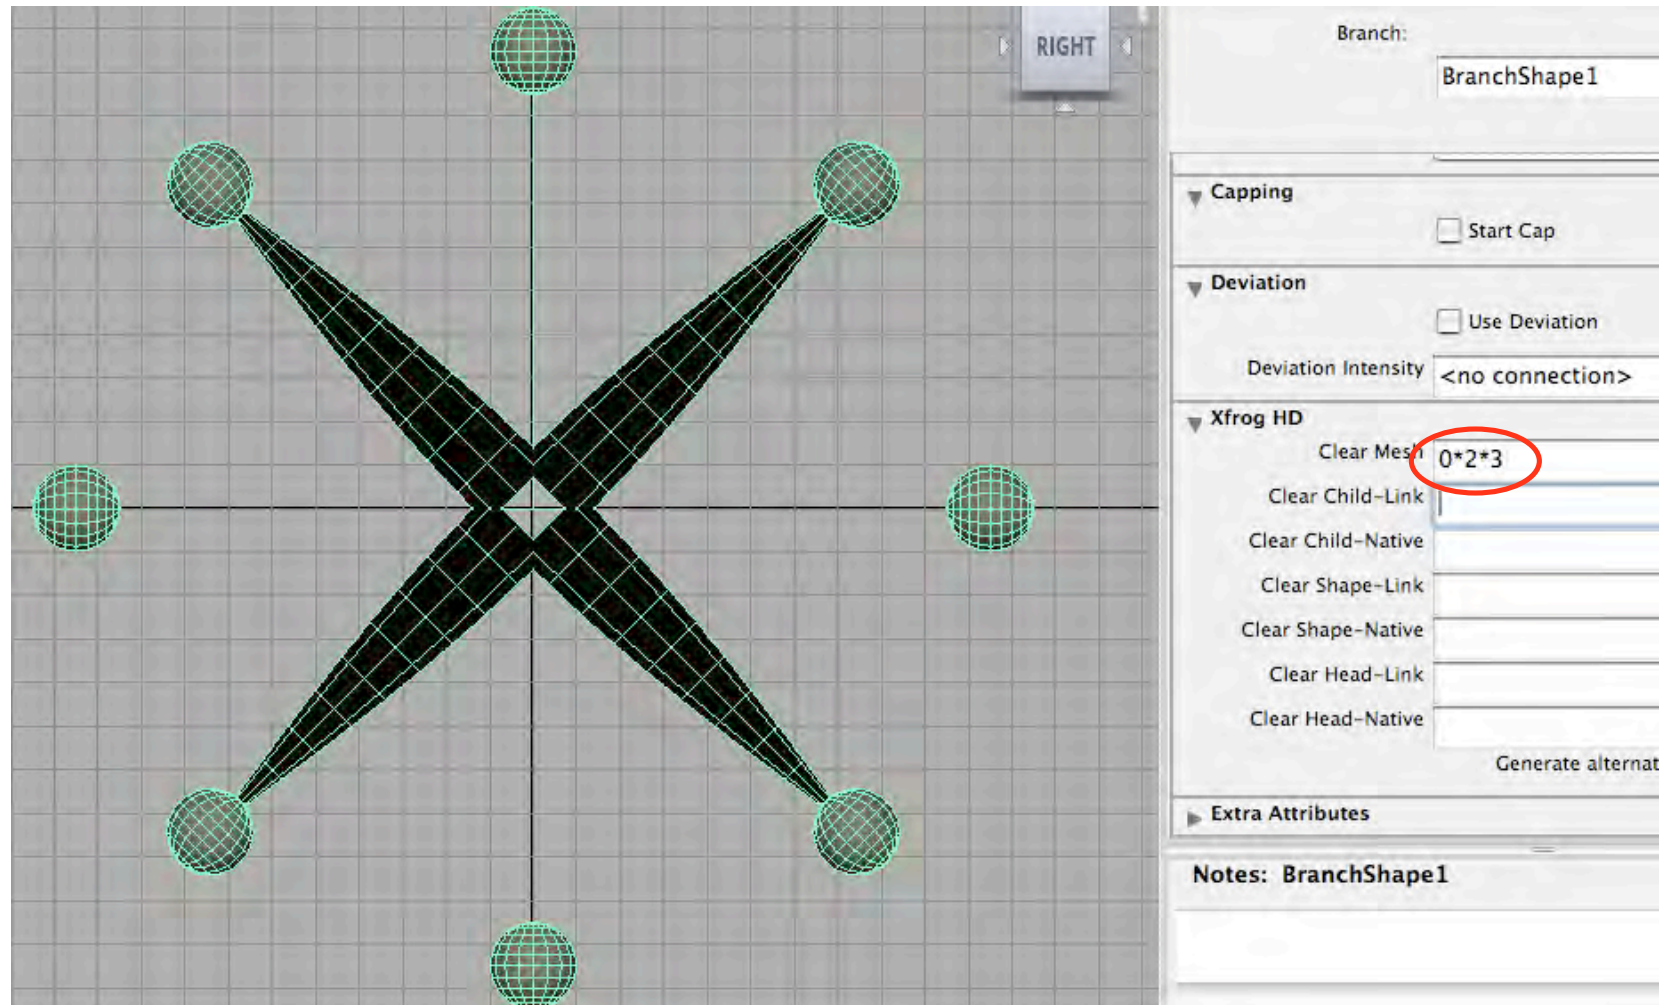 RIGHT
Branch:
BranchShape1
Capping
Start Cap
Deviation
Use Deviation
Deviation Intensity <no connection>
Xfrog HD
Clear Mesh 0*2*3
Clear Child-Link
Clear Child-Native
Clear Shape-Link
Clear Shape-Native
Clear Head-Link
Clear Head-Native
Generate alternat
Extra Attributes
Notes: BranchShape1